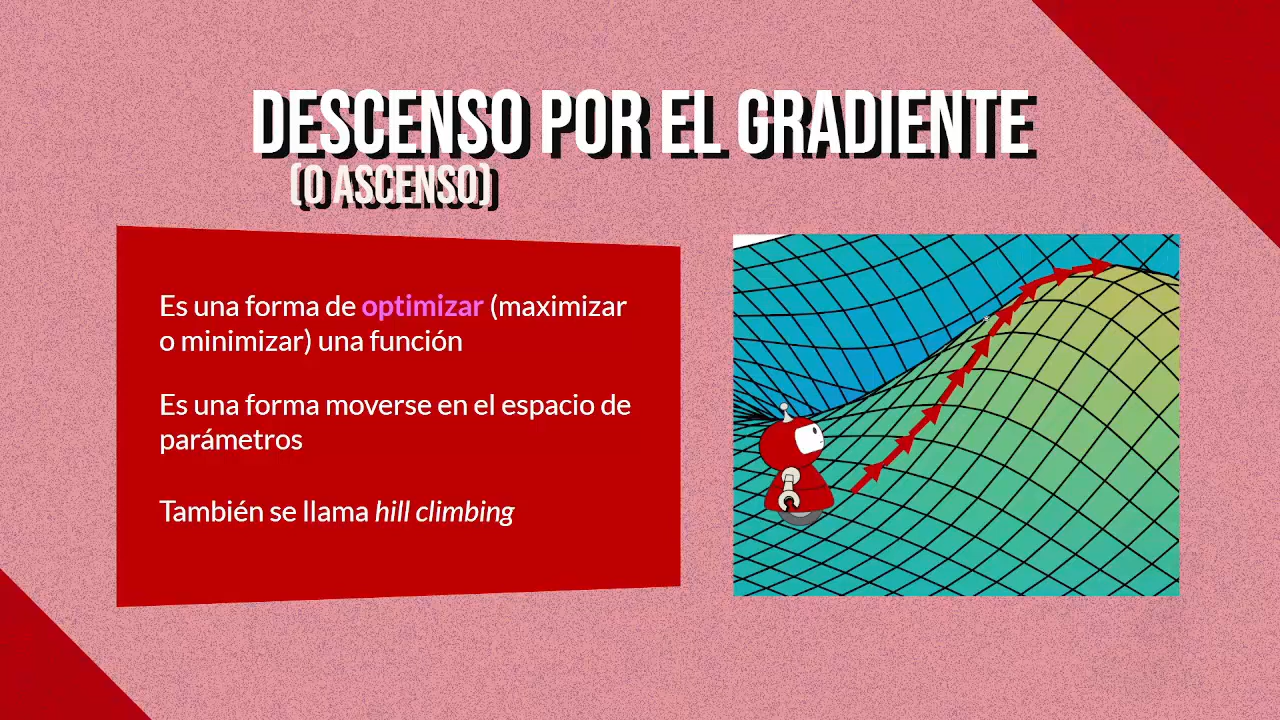 DESCENSO POR EL GRADIENTE
(O ASCENSO)
Es una forma de optimizar (maximizar
o minimizar) una función
Es una forma moverse en el espacio de
parámetros
También se llama hill climbing